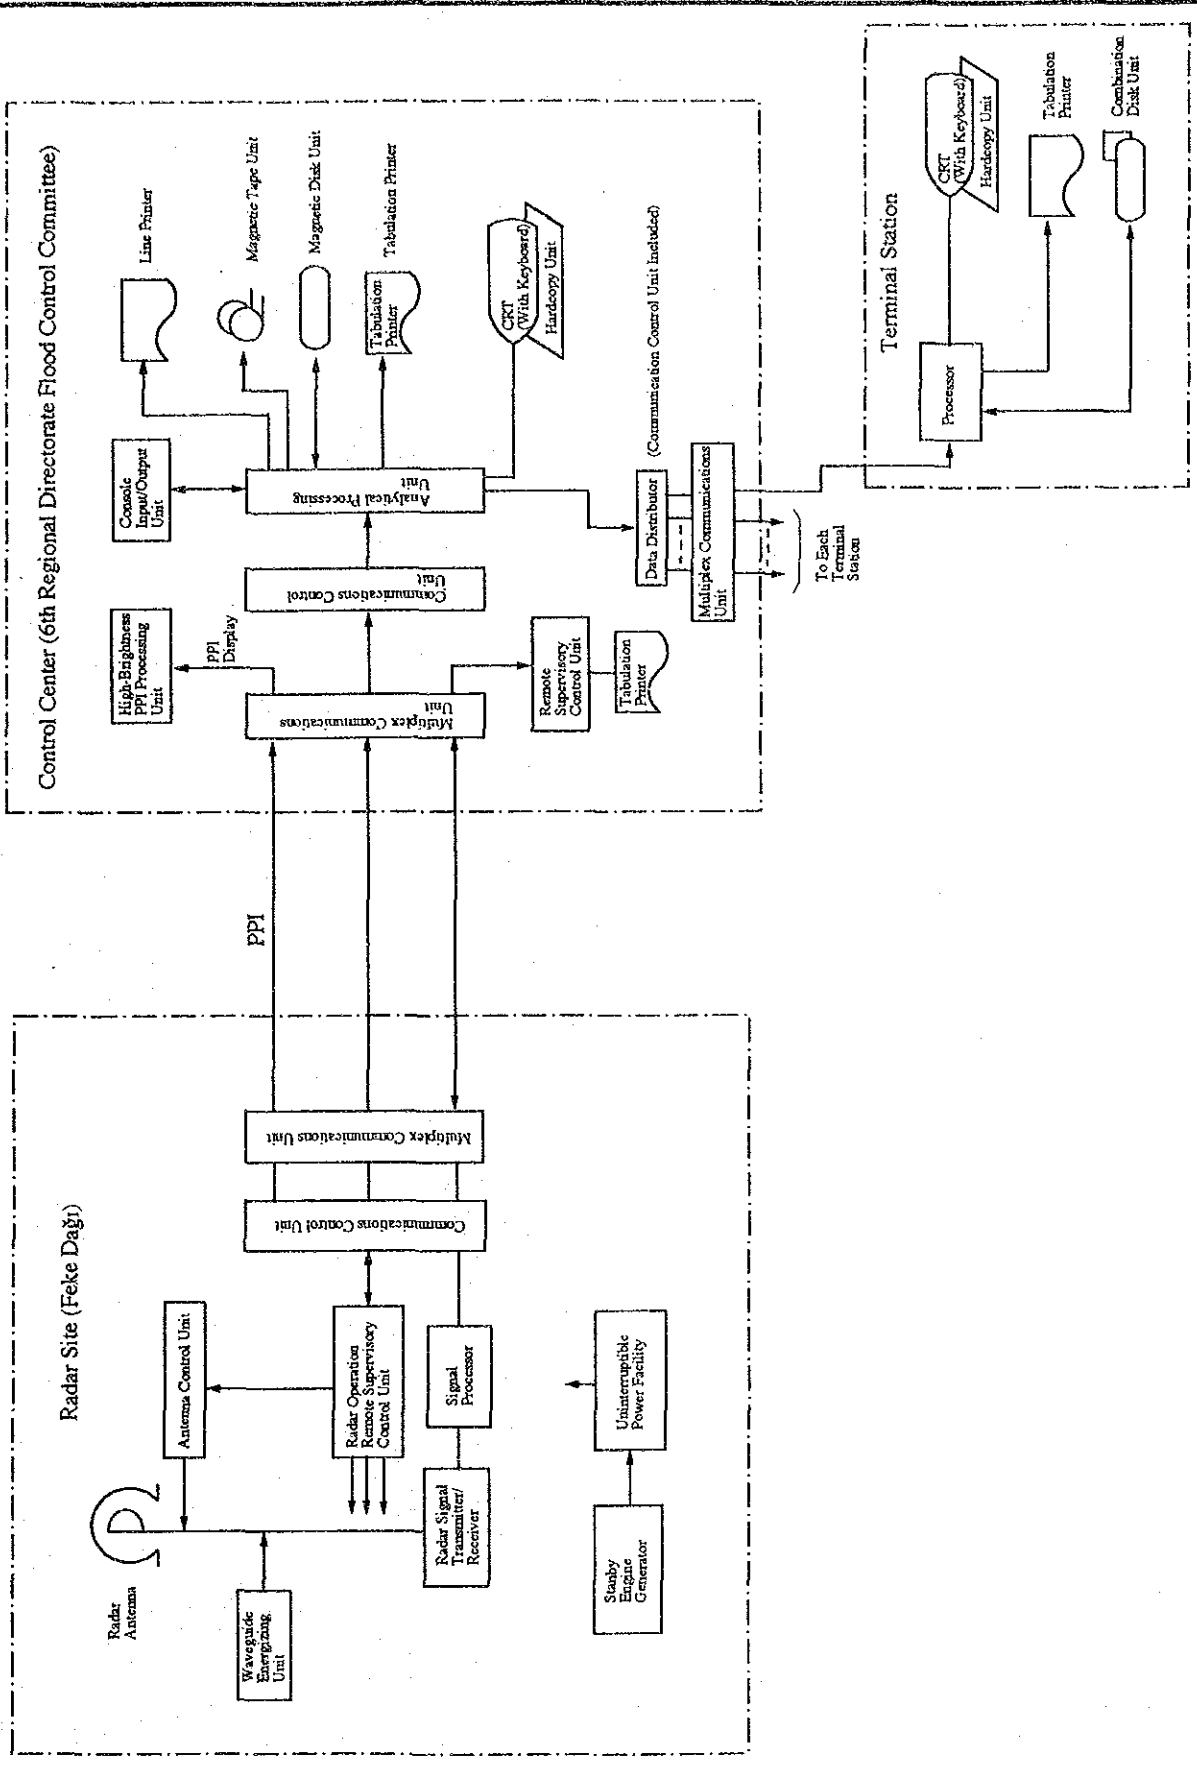 Radar Site (Feke Dağı)
Radar
Antenna
Waveguide
Energizing
Unit
Antenna Control Unit
Radar Operation
Remote Supervisory
Control Unit
Radar Signal
Transmitter/
Receiver
Signal
Processor
Stanby
Engine
Generator
Uninterruptible
Power Facility
Communications Control Unit
Multiplex Communications Unit
PPI
Control Center (6th Regional Directorate Flood Control Committee)
High-Brightness
PPI Processing
Unit
PPI
Display
Multiplex Communications
Unit
Communications Control
Unit
Remote
Supervisory
Control Unit
Tabulation
Printer
Console
Input/Output
Unit
Analytical Processing
Unit
Line Printer
Magnetic Tape Unit
Magnetic Disk Unit
Tabulation
Printer
Tabulation Printer
CRT
(With Keyboard)
Hardcopy Unit
Data Distributor
(Communication Control Unit Included)
Multiplex Communications
Unit
To Each
Terminal
Station
Terminal Station
Processor
CRT
(With Keyboard)
Hardcopy Unit
Tabulation
Printer
Combination
Disk Unit